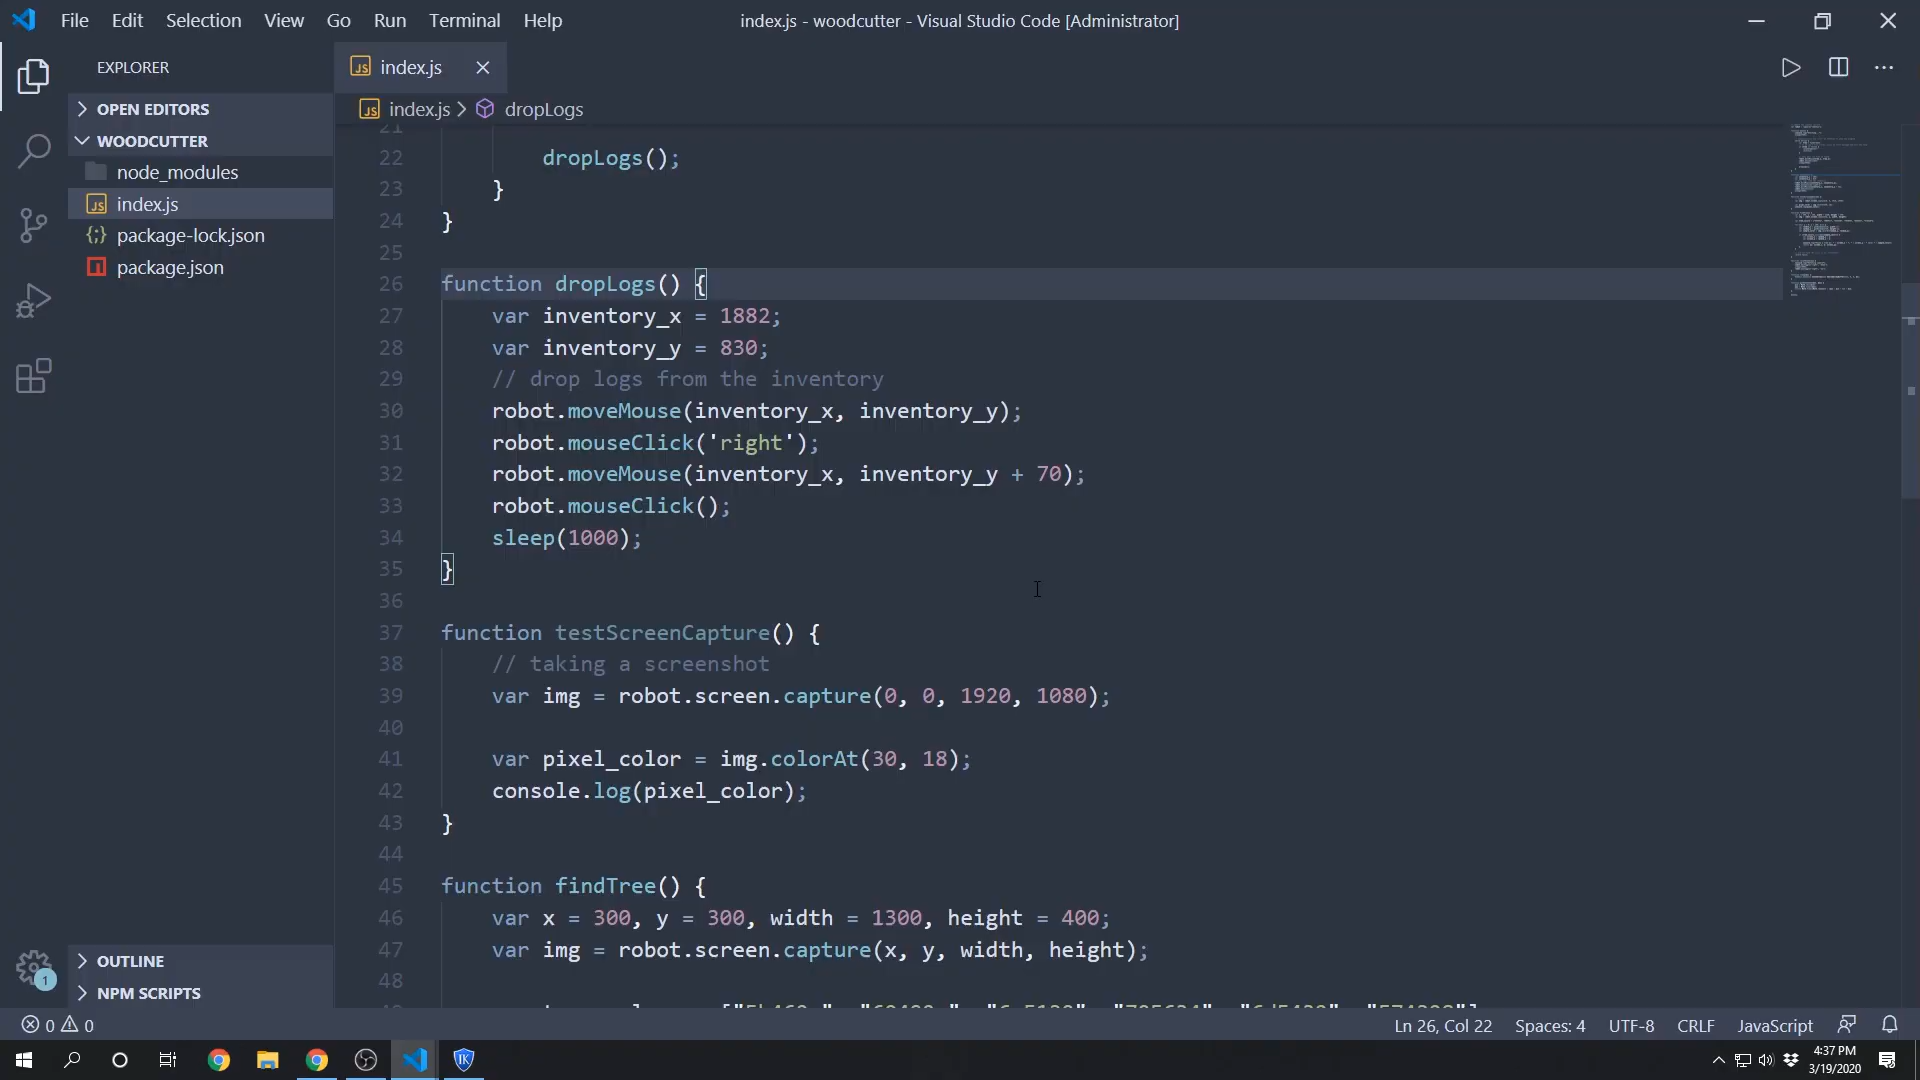 File Edit Selection View Go Run Terminal Help
index.js - woodcutter - Visual Studio Code [Administrator]
EXPLORER
OPEN EDITORS
WOODCUTTER
node_modules
JS index.js
package-lock.json
package.json
OUTLINE
NPM SCRIPTS
1
JS index.js
JS index.js > dropLogs
21
22 dropLogs();
23 }
24 }
25
26 function dropLogs() {
27 var inventory_x = 1882;
28 var inventory_y = 830;
29 // drop logs from the inventory
30 robot.moveMouse(inventory_x, inventory_y);
31 robot.mouseClick('right');
32 robot.moveMouse(inventory_x, inventory_y + 70);
33 robot.mouseClick();
34 sleep(1000);
35 }
36
37 function testScreenCapture() {
38 // taking a screenshot
39 var img = robot.screen.capture(0, 0, 1920, 1080);
40
41 var pixel_color = img.colorAt(30, 18);
42 console.log(pixel_color);
43 }
44
45 function findTree() {
46 var x = 300, y = 300, width = 1300, height = 400;
47 var img = robot.screen.capture(x, y, width, height);
48
0 0
Ln 26, Col 22 Spaces: 4 UTF-8 CRLF JavaScript
IK
4:37 PM
3/19/2020